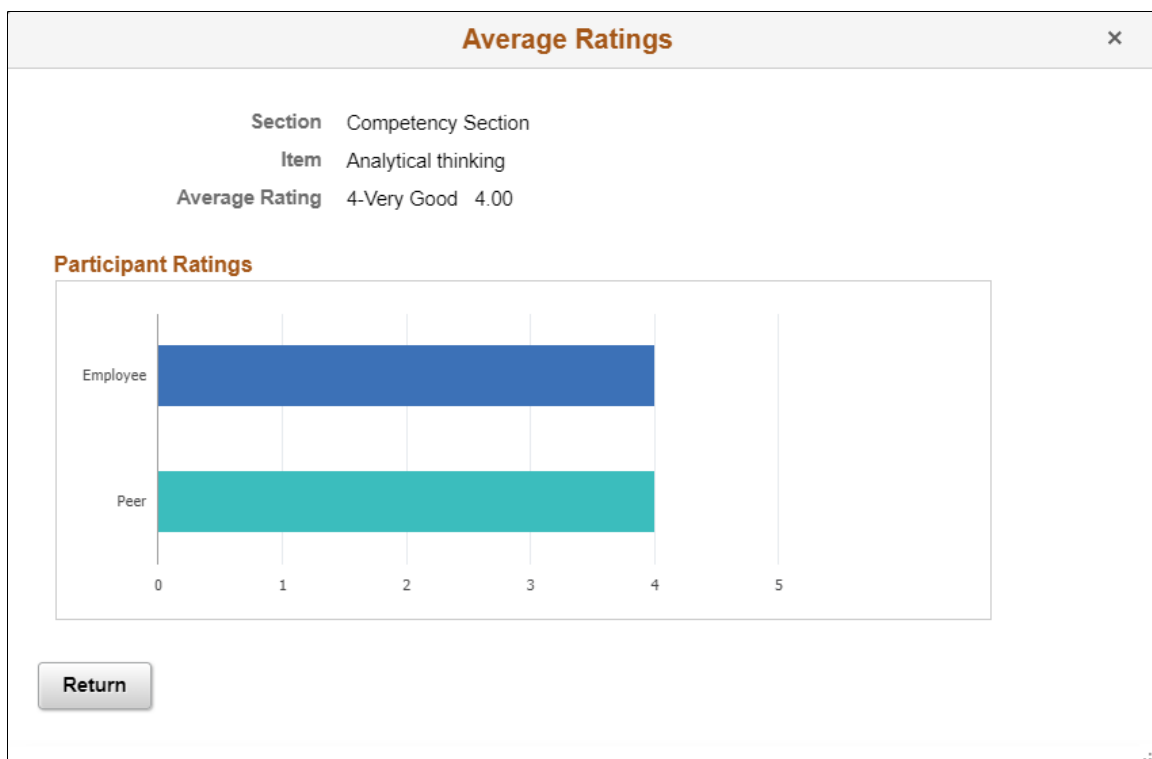 Average Ratings ×
Section Competency Section
Item Analytical thinking
Average Rating 4-Very Good 4.00
Participant Ratings
Employee
Peer
0 1 2 3 4 5
Return